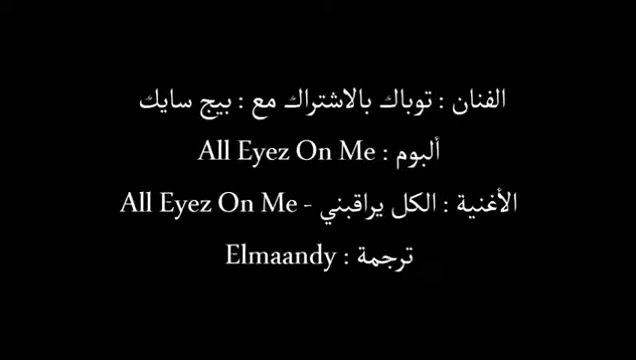 الفنان : توباك بالاشتراك مع : بيج سايك
ألبوم : All Eyez On Me
الأغنية : الكل يراقبني - All Eyez On Me
ترجمة : Elmaandy